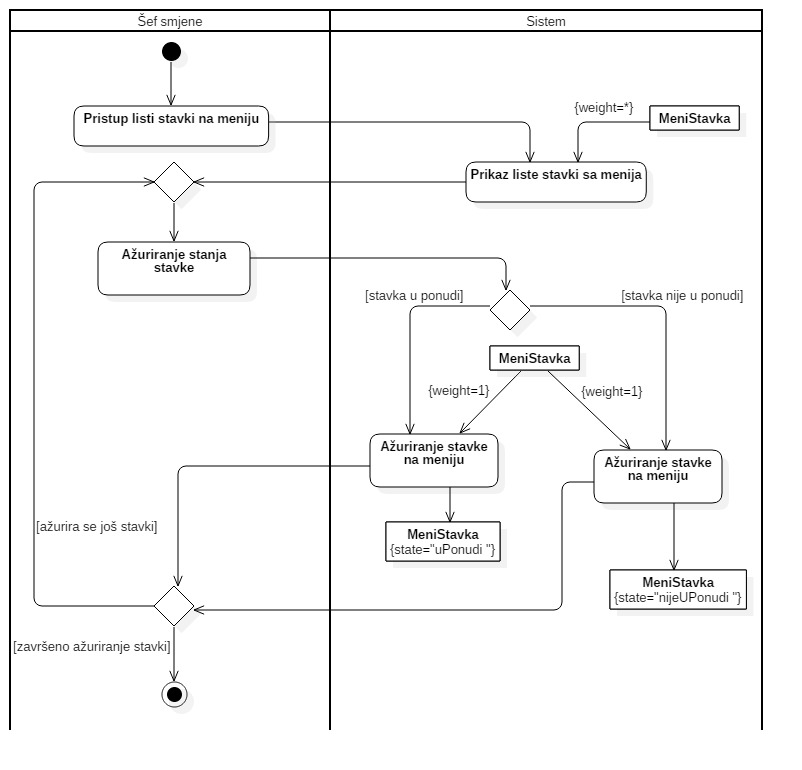 Šef smjene
Sistem
Pristup listi stavki na meniju
{weight=*}
MeniStavka
Prikaz liste stavki sa menija
Ažuriranje stanja
stavke
[stavka u ponudi]
[stavka nije u ponudi]
MeniStavka
{weight=1}
{weight=1}
Ažuriranje stavke
na meniju
Ažuriranje stavke
na meniju
[ažurira se još stavki]
MeniStavka
{state="uPonudi "}
MeniStavka
{state="nijeUPonudi "}
[završeno ažuriranje stavki]